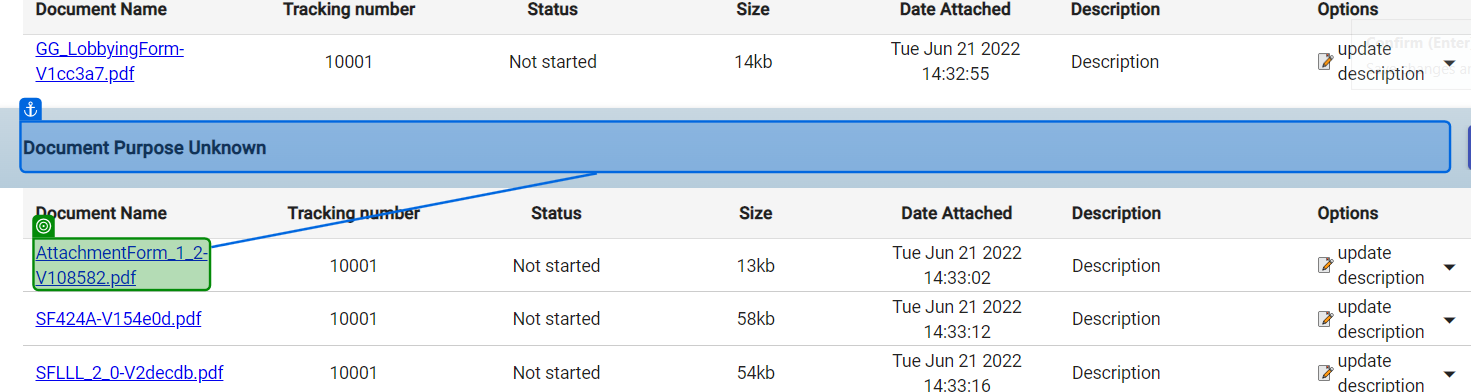 Document Name Tracking number Status Size Date Attached Description Options
Confirm (Enter
GG_LobbyingForm- Tue Jun 21 2022 update
V1cc3a7.pdf 10001 Not started 14kb 14:32:55 Description description
Document Purpose Unknown
Document Name Tracking number Status Size Date Attached Description Options
AttachmentForm_1_2- Tue Jun 21 2022 update
V108582.pdf 10001 Not started 13kb 14:33:02 Description description
SF424A-V154e0d.pdf 10001 Not started 58kb Tue Jun 21 2022 Description update
14:33:12 description
SFLLL_2_0-V2decdb.pdf 10001 Not started 54kb Tue Jun 21 2022 Description update
14:33:16 description